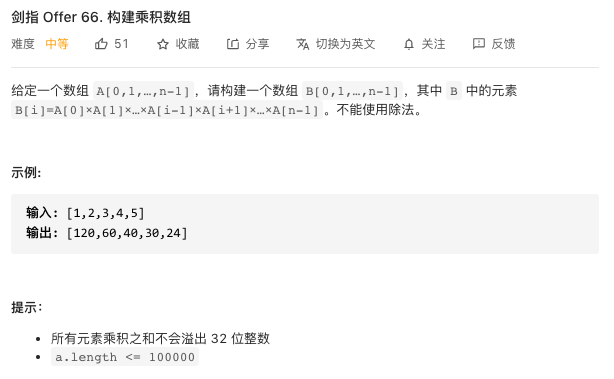 剑指 Offer 66. 构建乘积数组
难度 中等 51 收藏 分享 切换为英文 关注 反馈
给定一个数组 A[0,1,…,n-1]，请构建一个数组 B[0,1,…,n-1]，其中 B 中的元素
B[i]=A[0]×A[1]×…×A[i-1]×A[i+1]×…×A[n-1]。不能使用除法。
示例:
输入: [1,2,3,4,5]
输出: [120,60,40,30,24]
提示：
• 所有元素乘积之和不会溢出 32 位整数
• a.length <= 100000